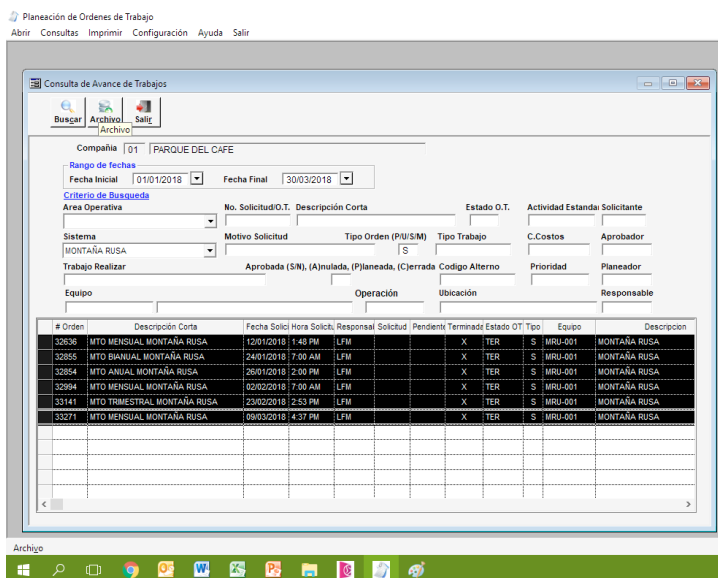 Planeación de Ordenes de Trabajo
Abrir Consultas Imprimir Configuración Ayuda Salir
Consulta de Avance de Trabajos
Buscar Archivo Salir
Archivo
Compañia 01 PARQUE DEL CAFE
Rango de fechas
Fecha Inicial 01/01/2018 Fecha Final 30/03/2018
Criterio de Busqueda
Area Operativa No. Solicitud/O.T. Descripción Corta Estado O.T. Actividad Estandar Solicitante
Sistema Motivo Solicitud Tipo Orden (P/U/S/M) Tipo Trabajo C.Costos Aprobador
MONTAÑA RUSA S
Trabajo Realizar Aprobada (S/N), (A)nulada, (P)laneada, (C)errada Codigo Alterno Prioridad Planeador
Equipo Operación Ubicación Responsable
# Orden Descripción Corta Fecha Solici Hora Solicitu Responsal Solicitud Pendiente Terminada Estado OT Tipo Equipo Descripcion
32636 MTO MENSUAL MONTAÑA RUSA 12/01/2018 1:48 PM LFM X TER S MRU-001 MONTAÑA RUSA
32855 MTO BIANUAL MONTAÑA RUSA 24/01/2018 7:00 AM LFM X TER S MRU-001 MONTAÑA RUSA
32854 MTO ANUAL MONTAÑA RUSA 26/01/2018 2:00 PM LFM X TER S MRU-001 MONTAÑA RUSA
32994 MTO MENSUAL MONTAÑA RUSA 02/02/2018 7:00 AM LFM X TER S MRU-001 MONTAÑA RUSA
33141 MTO TRIMESTRAL MONTAÑA RUSA 23/02/2018 2:53 PM LFM X TER S MRU-001 MONTAÑA RUSA
33271 MTO MENSUAL MONTAÑA RUSA 09/03/2018 4:37 PM LFM X TER S MRU-001 MONTAÑA RUSA
Archivo